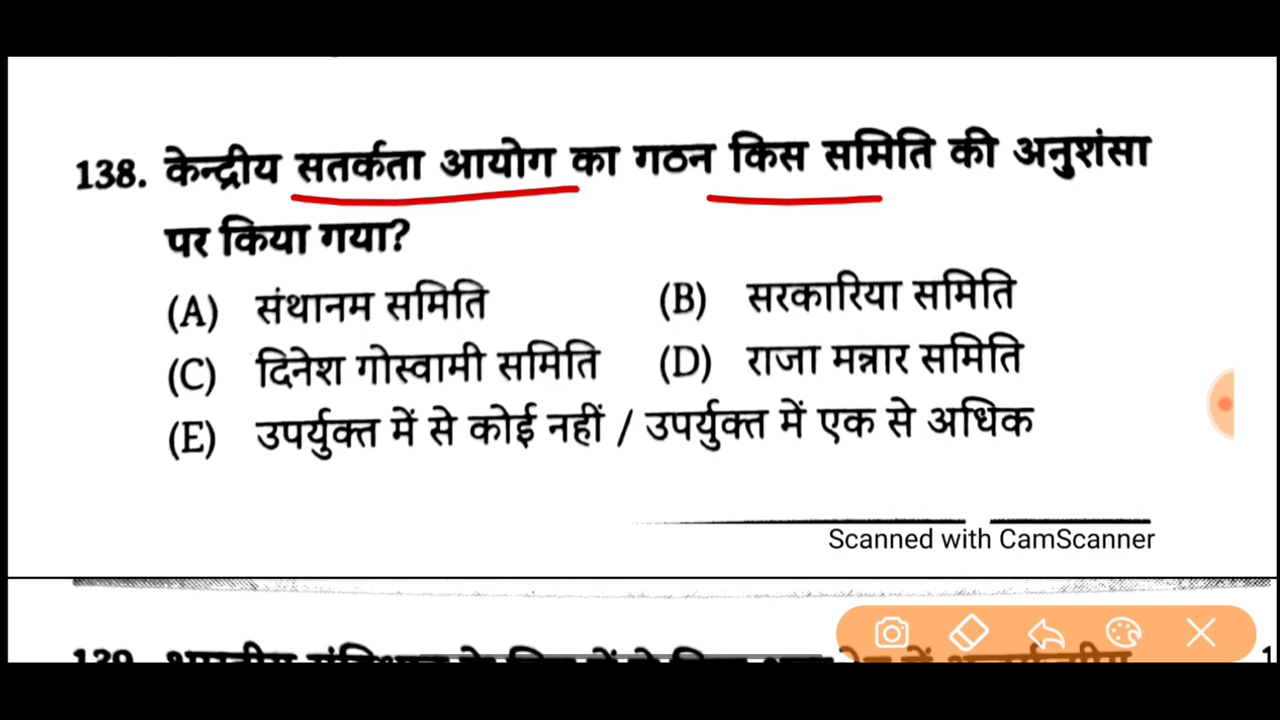 138. केन्द्रीय सतर्कता आयोग का गठन किस समिति की अनुशंसा
पर किया गया?
(A) संथानम समिति (B) सरकारिया समिति
(C) दिनेश गोस्वामी समिति (D) राजा मन्नार समिति
(E) उपर्युक्त में से कोई नहीं / उपर्युक्त में एक से अधिक
Scanned with CamScanner